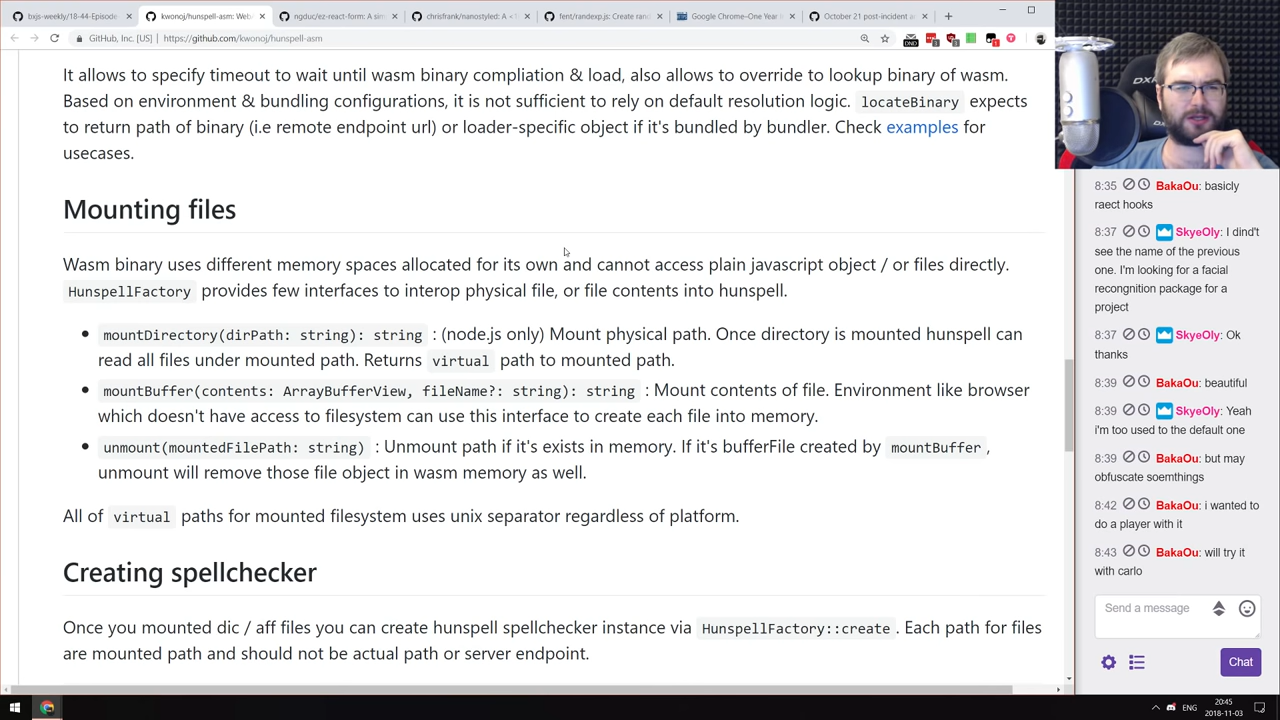 bxjs-weekly/18-44-Episode
kwonoj/hunspell-asm: Web
ngduc/ez-react-form: A sin
chrisfrank/nanostyled: A <
fent/randexp.js: Create ran
Google Chrome–One Year i
October 21 post-incident a
GitHub, Inc. [US] | https://github.com/kwonoj/hunspell-asm
It allows to specify timeout to wait until wasm binary compliation & load, also allows to override to lookup binary of wasm.
Based on environment & bundling configurations, it is not sufficient to rely on default resolution logic. locateBinary expects
to return path of binary (i.e remote endpoint url) or loader-specific object if it's bundled by bundler. Check examples for
usecases.
Mounting files
Wasm binary uses different memory spaces allocated for its own and cannot access plain javascript object / or files directly.
HunspellFactory provides few interfaces to interop physical file, or file contents into hunspell.
mountDirectory(dirPath: string): string : (node.js only) Mount physical path. Once directory is mounted hunspell can
read all files under mounted path. Returns virtual path to mounted path.
mountBuffer(contents: ArrayBufferView, fileName?: string): string : Mount contents of file. Environment like browser
which doesn't have access to filesystem can use this interface to create each file into memory.
unmount(mountedFilePath: string) : Unmount path if it's exists in memory. If it's bufferFile created by mountBuffer ,
unmount will remove those file object in wasm memory as well.
All of virtual paths for mounted filesystem uses unix separator regardless of platform.
Creating spellchecker
Once you mounted dic / aff files you can create hunspell spellchecker instance via HunspellFactory::create . Each path for files
are mounted path and should not be actual path or server endpoint.
8:35 BakaOu: basicly
raect hooks
8:37 SkyeOly: I dind't
see the name of the previous
one. I'm looking for a facial
recongnition package for a
project
8:37 SkyeOly: Ok
thanks
8:39 BakaOu: beautiful
8:39 SkyeOly: Yeah
i'm too used to the default one
8:39 BakaOu: but may
obfuscate soemthings
8:42 BakaOu: i wanted to
do a player with it
8:43 BakaOu: will try it
with carlo
Send a message
Chat
ENG
20:45
2018-11-03